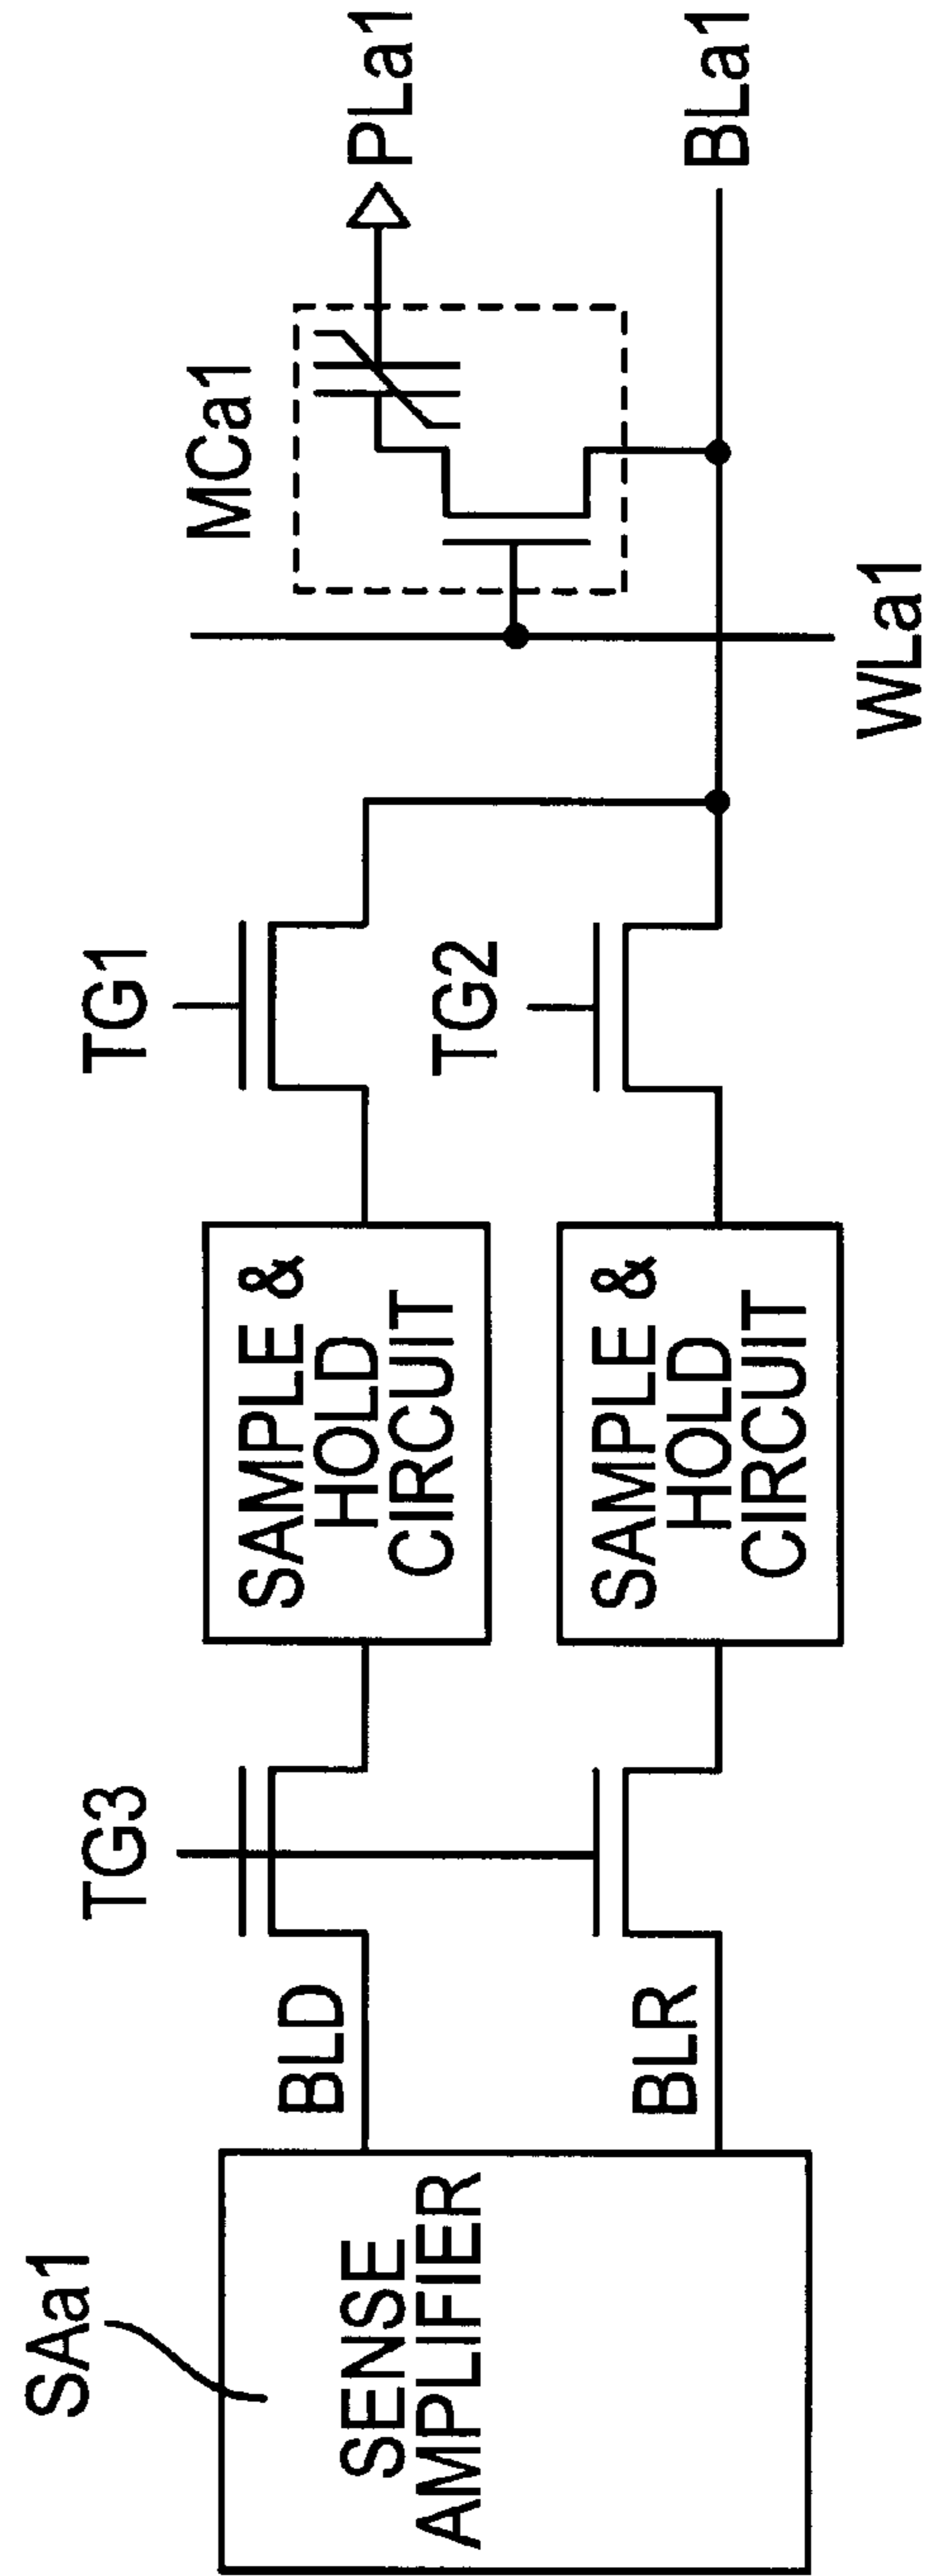 SAa1
SENSE
AMPLIFIER
BLD
BLR
TG3
SAMPLE &
HOLD
CIRCUIT
SAMPLE &
HOLD
CIRCUIT
TG1
TG2
MCa1
WLa1
PLa1
BLa1